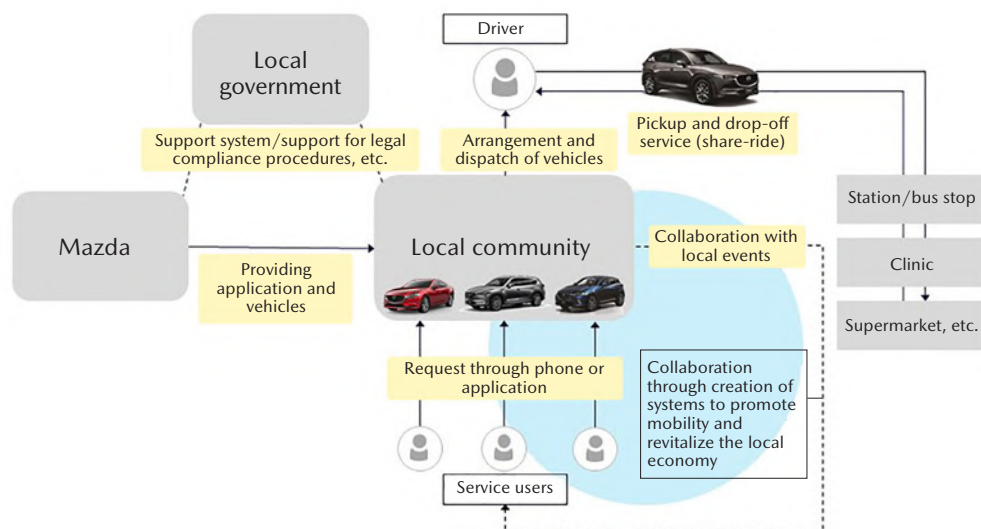 Driver
Local
government
Support system/support for legal
compliance procedures, etc.
Arrangement and
dispatch of vehicles
Pickup and drop-off
service (share-ride)
Mazda
Local community
Providing
application and
vehicles
Collaboration with
local events
Station/bus stop
Clinic
Supermarket, etc.
Request through phone or
application
Collaboration
through creation of
systems to promote
mobility and
revitalize the local
economy
Service users